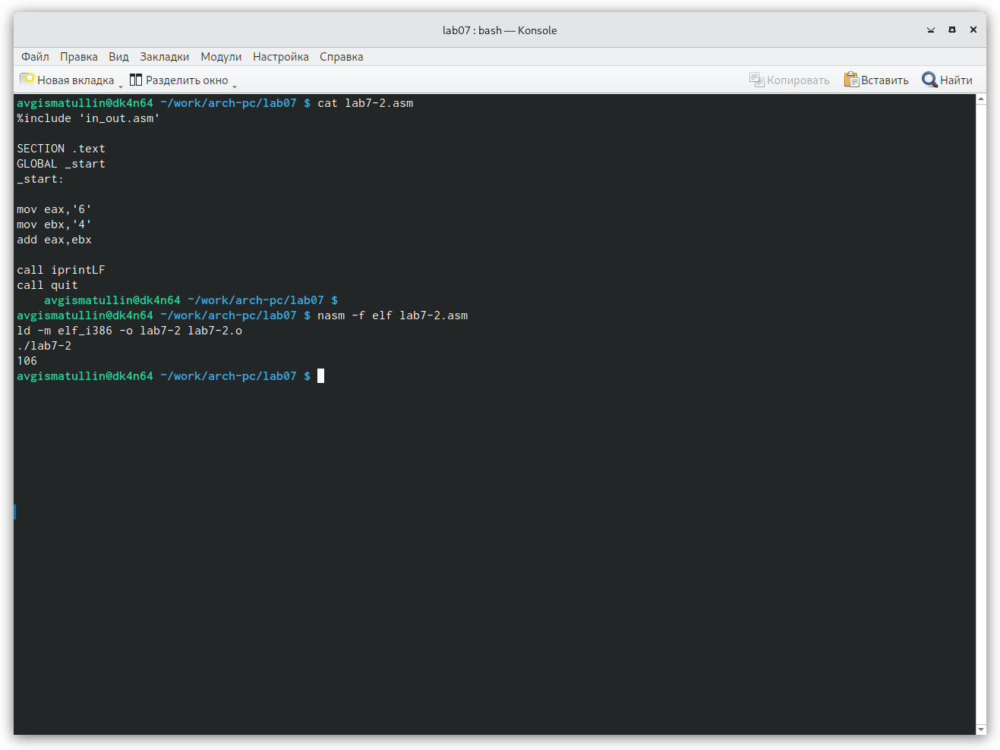 lab07 : bash — Konsole
Файл Правка Вид Закладки Модули Настройка Справка
Новая вкладка Разделить окно Копировать Вставить Найти
avgismatullin@dk4n64 ~/work/arch-pc/lab07 $ cat lab7-2.asm
%include 'in_out.asm'
SECTION .text
GLOBAL _start
_start:
mov eax,'6'
mov ebx,'4'
add eax,ebx
call iprintLF
call quit
avgismatullin@dk4n64 ~/work/arch-pc/lab07 $
avgismatullin@dk4n64 ~/work/arch-pc/lab07 $ nasm -f elf lab7-2.asm
ld -m elf_i386 -o lab7-2 lab7-2.o
./lab7-2
106
avgismatullin@dk4n64 ~/work/arch-pc/lab07 $